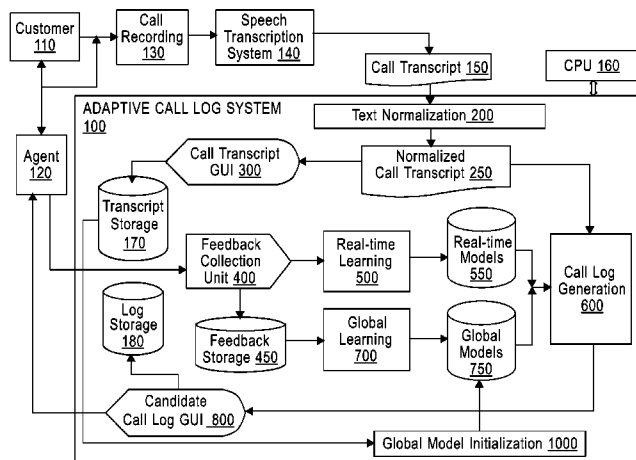 Customer
110
Call
Recording
130
Speech
Transcription
System 140
Call Transcript 150
CPU 160
ADAPTIVE CALL LOG SYSTEM
100
Text Normalization 200
Agent
120
Call Transcript
GUI 300
Normalized
Call Transcript 250
Transcript
Storage
170
Feedback
Collection
Unit 400
Real-time
Learning
500
Real-time
Models
550
Call Log
Generation
600
Log
Storage
180
Feedback
Storage 450
Global
Learning
700
Global
Models
750
Candidate
Call Log GUI 800
Global Model Initialization 1000